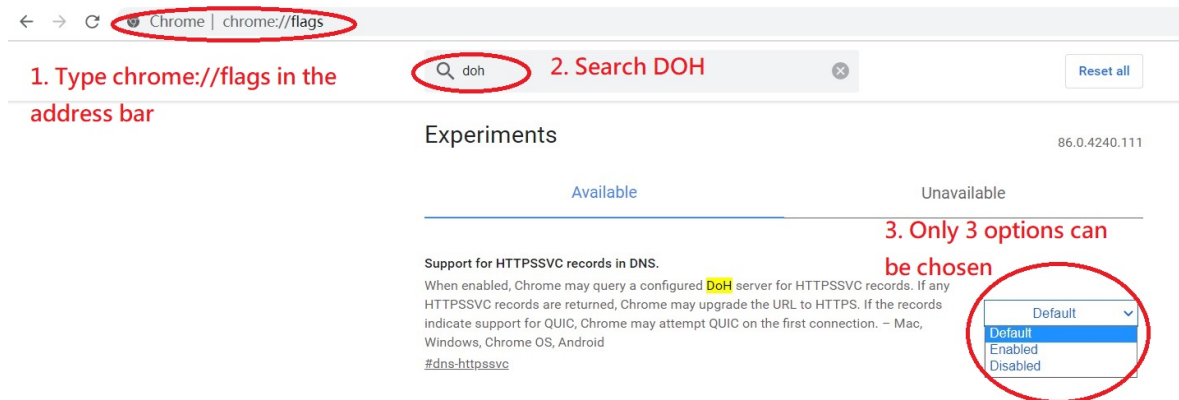 Chrome | chrome://flags
1. Type chrome://flags in the
address bar
doh
2. Search DOH
Reset all
Experiments
86.0.4240.111
Available
Unavailable
3. Only 3 options can
be chosen
Support for HTTPSSVC records in DNS.
When enabled, Chrome may query a configured DoH server for HTTPSSVC records. If any
HTTPSSVC records are returned, Chrome may upgrade the URL to HTTPS. If the records
indicate support for QUIC, Chrome may attempt QUIC on the first connection. – Mac,
Windows, Chrome OS, Android
#dns-httpssvc
Default
Default
Enabled
Disabled